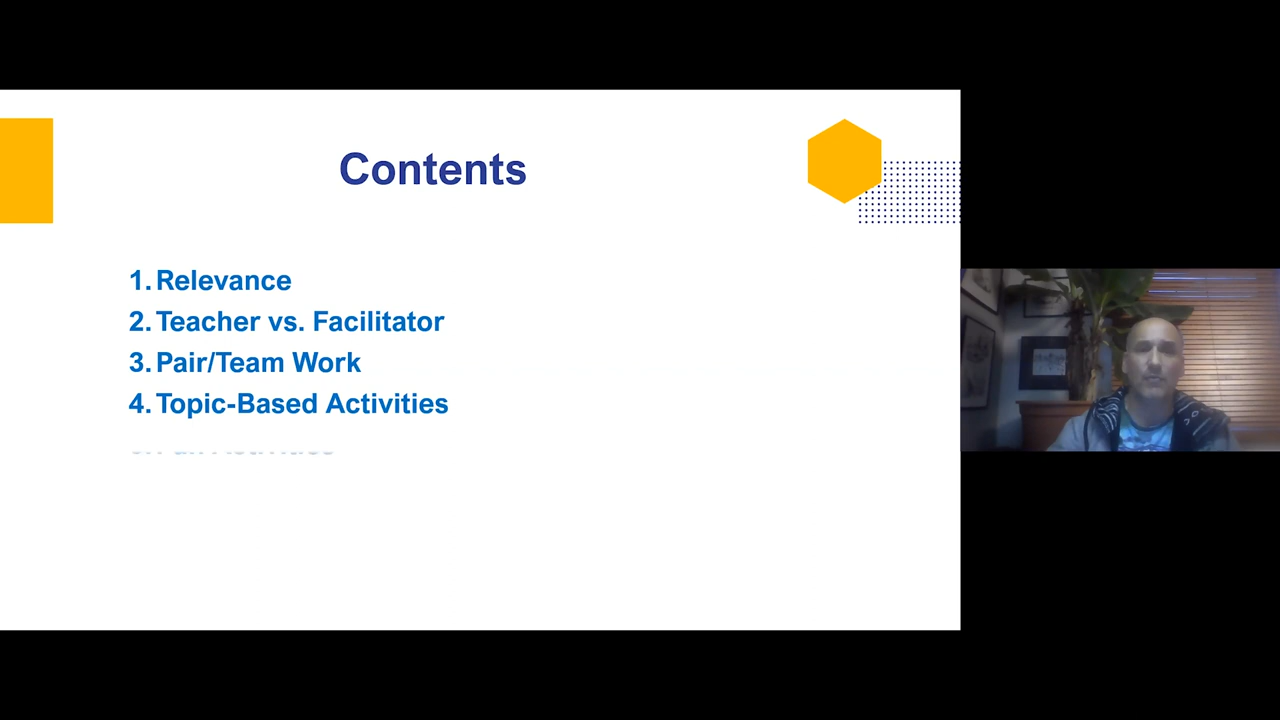 Contents
1. Relevance
2. Teacher vs. Facilitator
3. Pair/Team Work
4. Topic-Based Activities